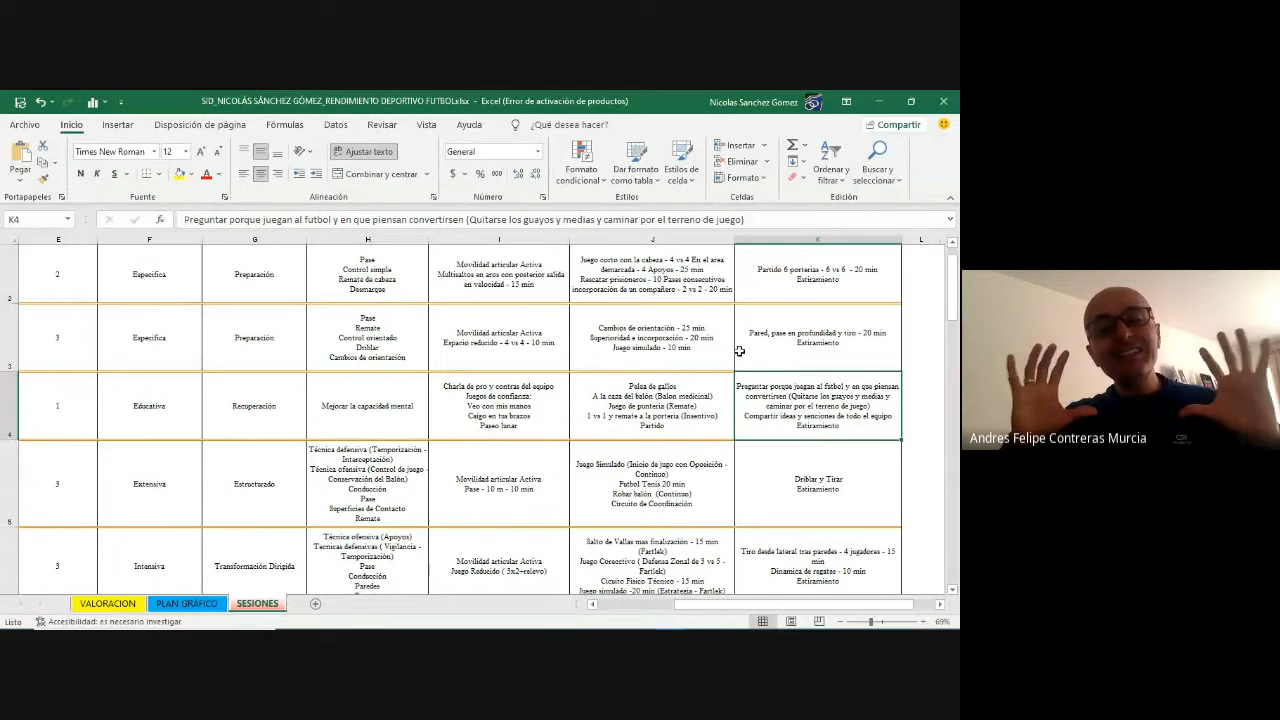 SID_NICOLÁS SÁNCHEZ GÓMEZ_RENDIMIENTO DEPORTIVO FUTBOL.xlsx - Excel (Error de activación de productos)
Nicolas Sanchez Gomez
Archivo Inicio Insertar Disposición de página Fórmulas Datos Revisar Vista Ayuda ¿Qué desea hacer? Compartir
Pegar
Times New Roman 12
N K S
Ajustar texto
Combinar y centrar
General
$ % 000
Formato condicional
Dar formato como tabla
Estilos de celda
Insertar
Eliminar
Formato
Ordenar y filtrar
Buscar y seleccionar
Portapapeles Fuente Alineación Número Estilos Celdas Edición
K4 fx Preguntar porque juegan al futbol y en que piensan convertirsen (Quitarse los guayos y medias y caminar por el terreno de juego)
E F G H I J K L
2
Especifica
Preparación
Pase
Control simple
Remate de cabeza
Desmarque
Movilidad articular Activa
Multisaltos en aros con posterior salida
en velocidad - 15 min
Juego corto con la cabeza - 4 vs 4 En el area
demarcada - 4 Apoyos - 25 min
Rescatar prisioneros - 10 Pases consecutivos
incorporación de un compañero - 2 vs 2 - 20 min
Partido 6 porterias - 6 vs 6 - 20 min
Estiramiento
2
3
Especifica
Preparación
Pase
Remate
Control orientado
Driblar
Cambios de orientación
Movilidad articular Activa
Espacio reducido - 4 vs 4 - 10 min
Cambios de orientación - 25 min
Superioridad e incorporación - 20 min
Juego simulado - 10 min
Pared, pase en profundidad y tiro - 20 min
Estiramiento
3
1
Educativa
Recuperación
Mejorar la capacidad mental
Charla de pro y contras del equipo
Juegos de confianza:
Veo con mis manos
Caigo en tus brazos
Paseo lunar
Pelea de gallos
A la caza del balón (Balon medicinal)
Juego de punteria (Remate)
1 vs 1 y remate a la porteria (Insentivo)
Partido
Preguntar porque juegan al futbol y en que piensan
convertirsen (Quitarse los guayos y medias y
caminar por el terreno de juego)
Compartir ideas y senciones de todo el equipo
Estiramiento
4
3
Extensiva
Estructurado
Técnica defensiva (Temporización -
Interceptación)
Técnica ofensiva (Control de juego -
Conservación del Balón)
Conducción
Pase
Superficies de Contacto
Remate
Movilidad articular Activa
Pase - 10 m - 10 min
Juego Simulado (Inicio de jugo con Oposición -
Continuo)
Futbol Tenis 20 min
Robar balón (Continuo)
Circuito de Coordinación
Driblar y Tirar
Estiramiento
5
3
Intensiva
Transformación Dirigida
Técnica ofensiva (Apoyos)
Tecnicas defensivas ( Vigilancia -
Temporización)
Pase
Conducción
Paredes
Movilidad articular Activa
Juego Reducido ( 3x2+relevo)
Salto de Vallas mas finalización - 15 min
(Fartlek)
Juego Coreectivo ( Defensa Zonal de 3 vs 5 -
Fartlek)
Cicuito Físico Técnico - 15 min
Juego simulado -20 min (Estrategia - Fartlek)
Tiro desde lateral tras paredes - 4 jugadores - 15
min
Dinamica de regates - 10 min
Estiramiento
VALORACION PLAN GRÁFICO SESIONES
Listo Accesibilidad: es necesario investigar 69%
Andres Felipe Contreras Murcia